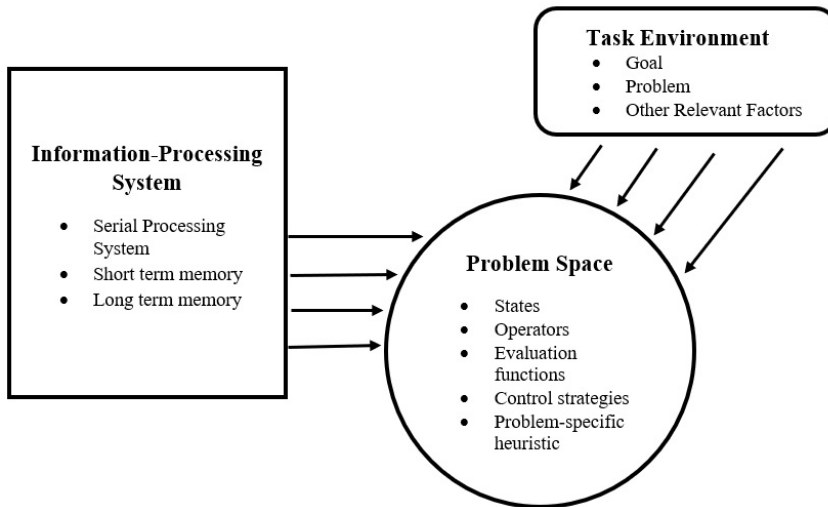 Task Environment
• Goal
• Problem
• Other Relevant Factors
Information-Processing
System
• Serial Processing
System
• Short term memory
• Long term memory
Problem Space
• States
• Operators
• Evaluation
functions
• Control strategies
• Problem-specific
heuristic